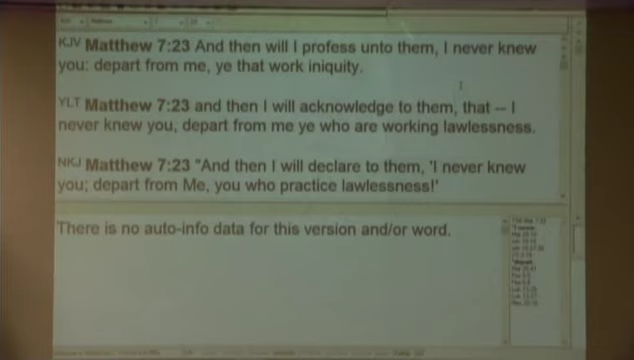 KJV Matthew 7:23 And then will I profess unto them, I never knew
you: depart from me, ye that work iniquity.
YLT Matthew 7:23 and then I will acknowledge to them, that -- I
never knew you, depart from me ye who are working lawlessness.
NKJ Matthew 7:23 "And then I will declare to them, 'I never knew
you; depart from Me, you who practice lawlessness!'
There is no auto-info data for this version and/or word.